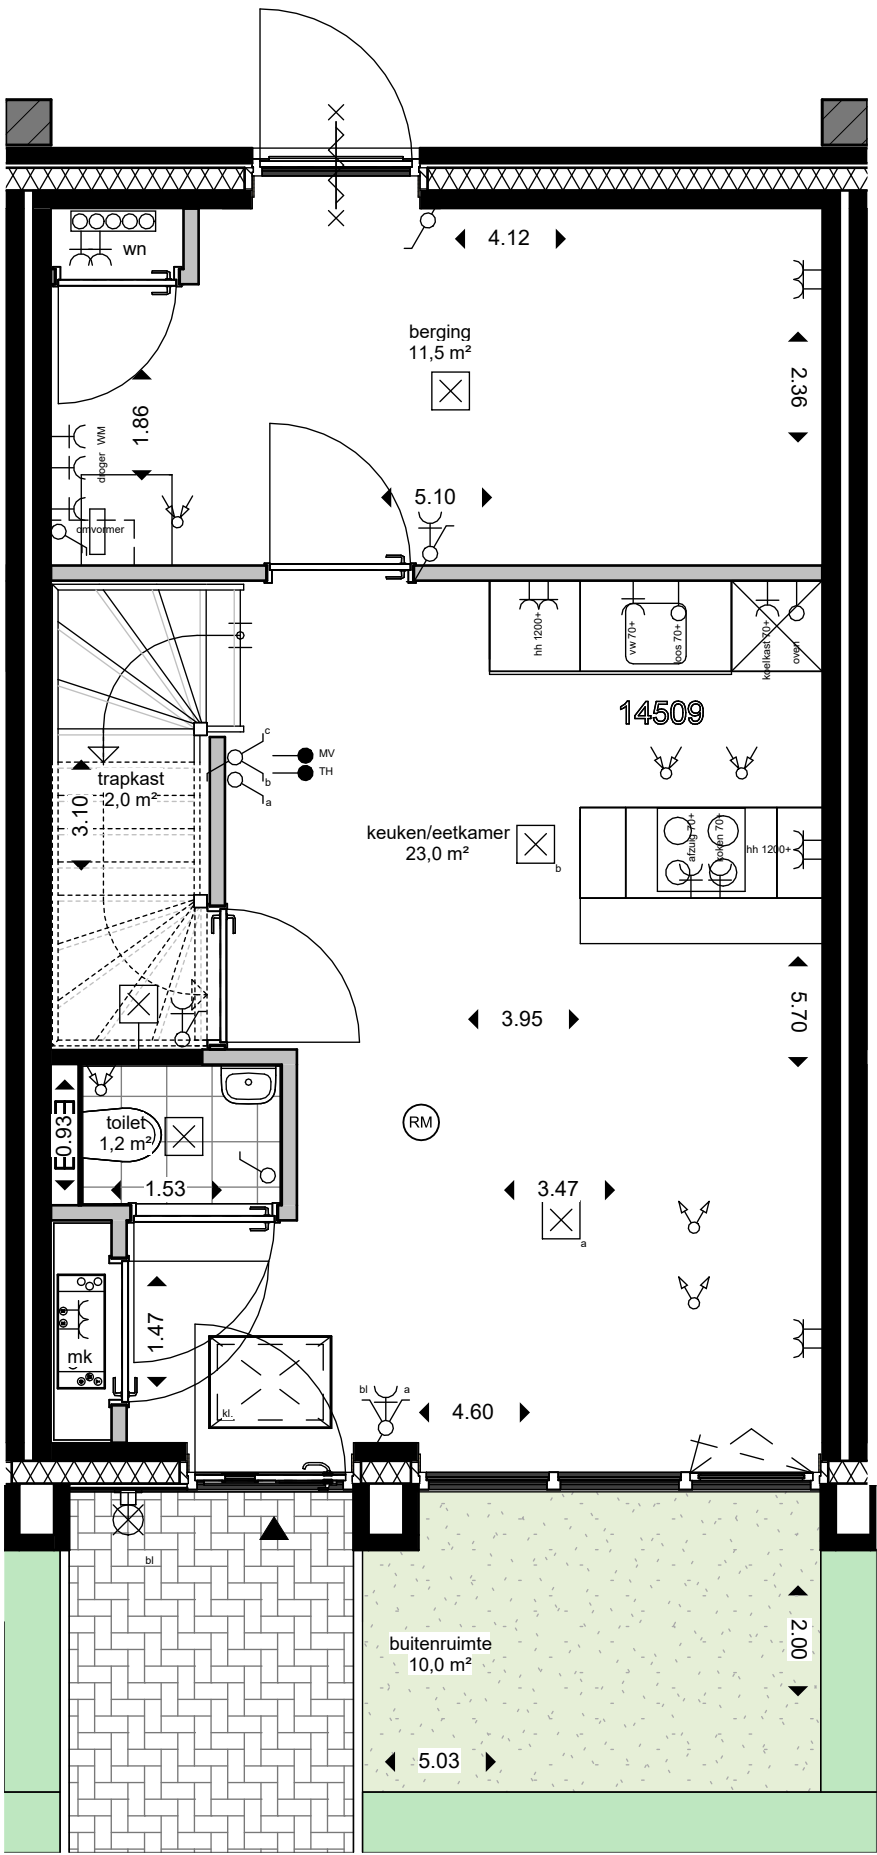 wn
4.12
berging
11,5 m²
2.36
1.86
WM
droger
5.10
omvormer
hh 1200+
vw 70+
loos 70+
koelkast 70+
oven
14509
c
b
a
MV
TH
trapkast
2,0 m²
3.10
keuken/eetkamer
23,0 m²
b
afzuig 70+
koken 70+
hh 1200+
3.95
5.70
RM
toilet
1,2 m²
0.93
1.53
3.47
a
1.47
mk
kl.
bl
a
4.60
bl
buitenruimte
10,0 m²
2.00
5.03